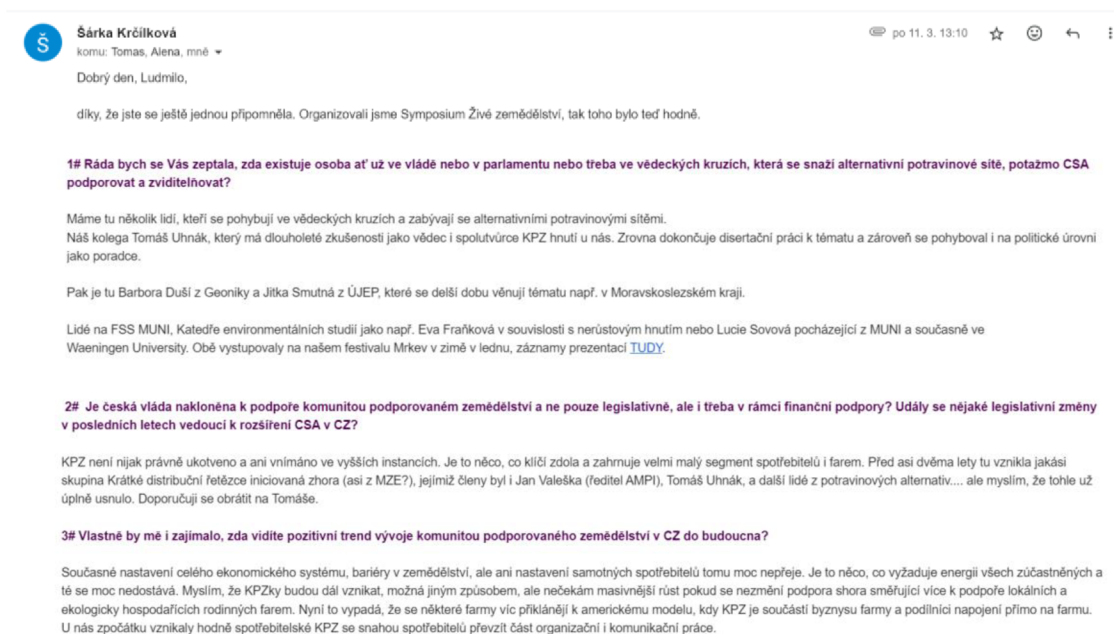 Š
Šárka Krčílková
po 11. 3. 13:10
komu: Tomas, Alena, mně
Dobrý den, Ludmilo,
díky, že jste se ještě jednou připomněla. Organizovali jsme Symposium Živé zemědělství, tak toho bylo teď hodně.
1# Ráda bych se Vás zeptala, zda existuje osoba ať už ve vládě nebo v parlamentu nebo třeba ve vědeckých kruzích, která se snaží alternativní potravinové sítě, potažmo CSA
podporovat a zviditelňovat?
Máme tu několik lidí, kteří se pohybují ve vědeckých kruzích a zabývají se alternativními potravinovými sítěmi.
Náš kolega Tomáš Uhnák, který má dlouholeté zkušenosti jako vědec i spolutvůrce KPZ hnutí u nás. Zrovna dokončuje disertační práci k tématu a zároveň se pohyboval i na politické úrovni
jako poradce.
Pak je tu Barbora Duší z Geoniky a Jitka Smutná z ÚJEP, které se delší dobu věnují tématu např. v Moravskoslezském kraji.
Lidé na FSS MUNI, Katedře environmentálních studií jako např. Eva Fraňková v souvislosti s nerůstovým hnutím nebo Lucie Sovová pocházející z MUNI a současně ve
Waeningen University. Obě vystupovaly na našem festivalu Mrkev v zimě v lednu, záznamy prezentací TUDY.
2# Je česká vláda nakloněna k podpoře komunitou podporovaném zemědělství a ne pouze legislativně, ale i třeba v rámci finanční podpory? Udály se nějaké legislativní změny
v posledních letech vedoucí k rozšíření CSA v CZ?
KPZ není nijak právně ukotveno a ani vnímáno ve vyšších instancích. Je to něco, co klíčí zdola a zahrnuje velmi malý segment spotřebitelů i farem. Před asi dvěma lety tu vznikla jakási
skupina Krátké distribuční řetězce iniciovaná zhora (asi z MZE?), jejímiž členy byl i Jan Valeška (ředitel AMPI), Tomáš Uhnák, a další lidé z potravinových alternativ.... ale myslím, že tohle už
úplně usnulo. Doporučuji se obrátit na Tomáše.
3# Vlastně by mě i zajímalo, zda vidíte pozitivní trend vývoje komunitou podporovaného zemědělství v CZ do budoucna?
Současné nastavení celého ekonomického systému, bariéry v zemědělství, ale ani nastavení samotných spotřebitelů tomu moc nepřeje. Je to něco, co vyžaduje energii všech zúčastněných a
té se moc nedostává. Myslím, že KPZky budou dál vznikat, možná jiným způsobem, ale nečekám masivnější růst pokud se nezmění podpora shora směřující více k podpoře lokálních a
ekologicky hospodařících rodinných farem. Nyní to vypadá, že se některé farmy víc přiklánějí k americkému modelu, kdy KPZ je součástí byznysu farmy a podílníci napojení přímo na farmu.
U nás zpočátku vznikaly hodně spotřebitelské KPZ se snahou spotřebitelů převzít část organizační i komunikační práce.